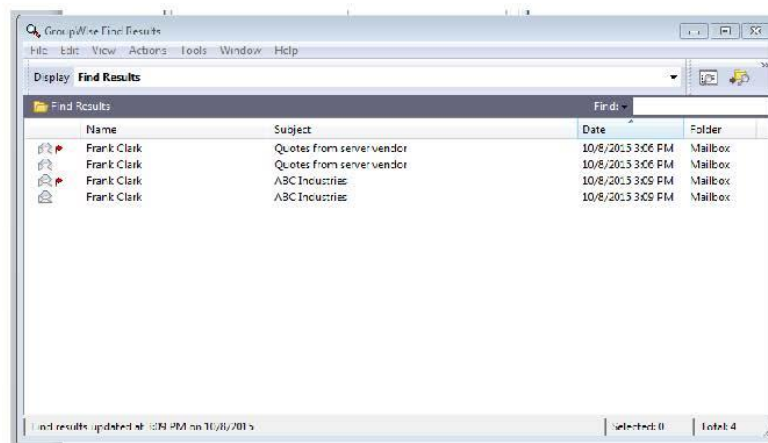 GroupWise Find Results
File Edit View Actions Tools Window Help
Display Find Results
Find Results Find:
Name Subject Date Folder
Frank Clark Quotes from server vendor 10/8/2015 3:06 PM Mailbox
Frank Clark Quotes from server vendor 10/8/2015 3:06 PM Mailbox
Frank Clark ABC Industries 10/8/2015 3:09 PM Mailbox
Frank Clark ABC Industries 10/8/2015 3:09 PM Mailbox
Find results updated at 3:09 PM on 10/8/2015 Selected: 0 Total: 4